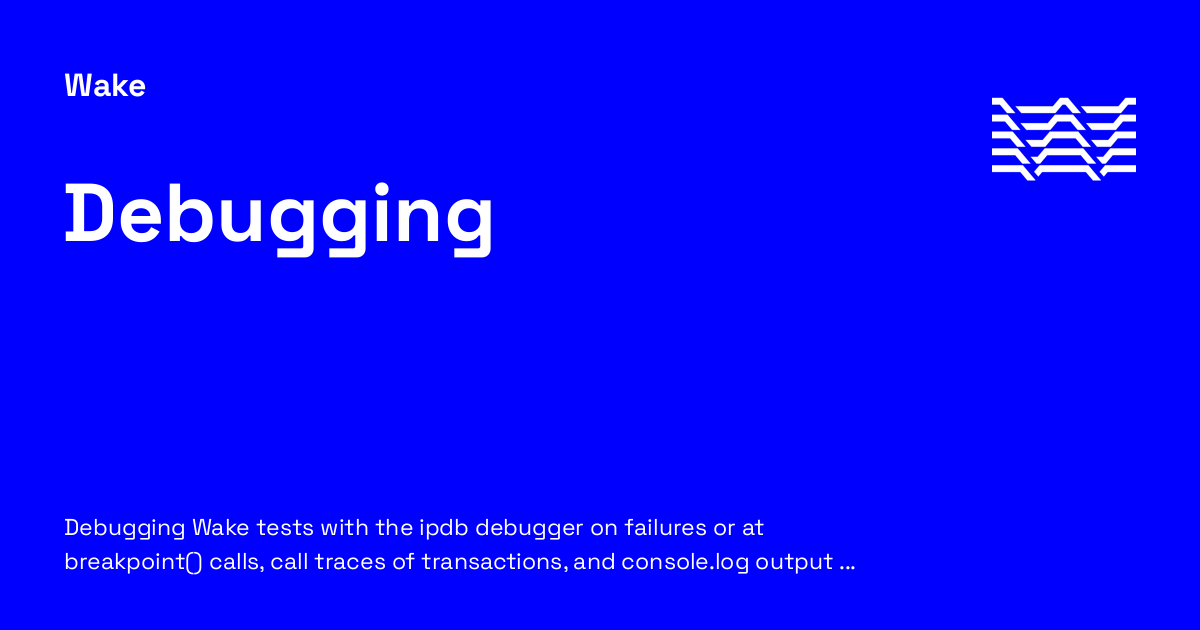 Wake
Debugging
Debugging Wake tests with the ipdb debugger on failures or at
breakpoint() calls, call traces of transactions, and console.log output ...